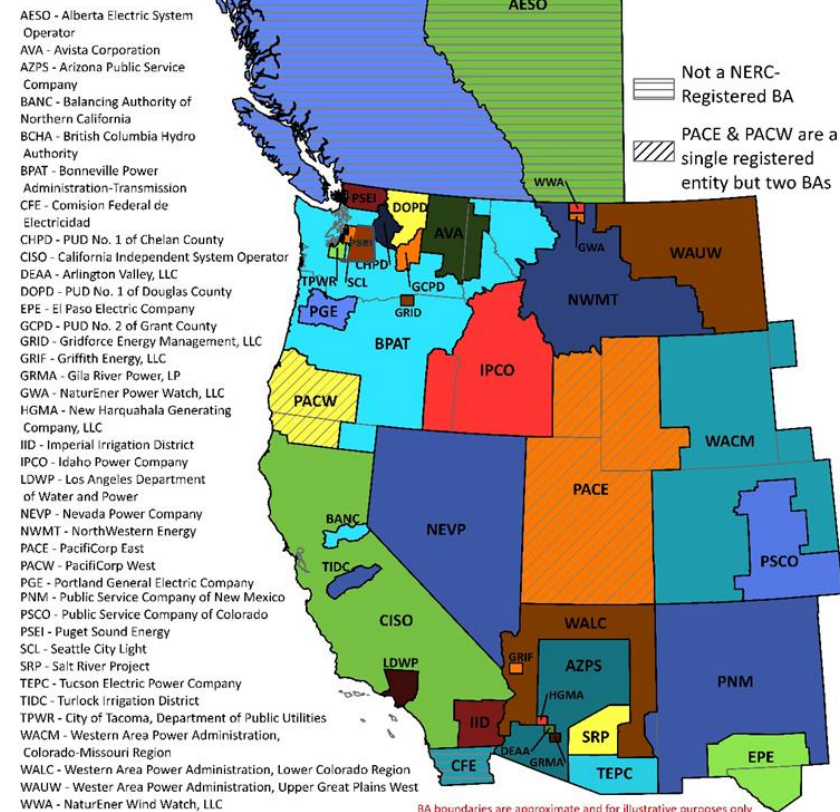 AESO - Alberta Electric System
Operator
AVA - Avista Corporation
AZPS - Arizona Public Service
Company
BANC - Balancing Authority of
Northern California
BCHA - British Columbia Hydro
Authority
BPAT - Bonneville Power
Administration-Transmission
CFE - Comision Federal de
Electricidad
CHPD - PUD No. 1 of Chelan County
CISO - California Independent System Operator
DEAA - Arlington Valley, LLC
DOPD - PUD No. 1 of Douglas County
EPE - El Paso Electric Company
GCPD - PUD No. 2 of Grant County
GRID - Gridforce Energy Management, LLC
GRIF - Griffith Energy, LLC
GRMA - Gila River Power, LP
GWA - NaturEner Power Watch, LLC
HGMA - New Harquahala Generating
Company, LLC
IID - Imperial Irrigation District
IPCO - Idaho Power Company
LDWP - Los Angeles Department
of Water and Power
NEVP - Nevada Power Company
NWMT - NorthWestern Energy
PACE - PacifiCorp East
PACW - PacifiCorp West
PGE - Portland General Electric Company
PNM - Public Service Company of New Mexico
PSCO - Public Service Company of Colorado
PSEI - Puget Sound Energy
SCL - Seattle City Light
SRP - Salt River Project
TEPC - Tucson Electric Power Company
TIDC - Turlock Irrigation District
TPWR - City of Tacoma, Department of Public Utilities
WACM - Western Area Power Administration,
Colorado-Missouri Region
WALC - Western Area Power Administration, Lower Colorado Region
WAUW - Wester Area Power Administration, Upper Great Plains West
WWA - NaturEner Wind Watch, LLC
AESO
Not a NERC-
Registered BA
PACE & PACW are a
single registered
entity but two BAs
WWA
PSEI
DOPD
AVA
PSEI
CHPD
GWA
WAUW
TPWR
SCL
GCPD
NWMT
PGE
GRID
BPAT
IPCO
PACW
WACM
PACE
BANC
NEVP
PSCO
TIDC
CISO
WALC
GRIF
AZPS
LDWP
PNM
HGMA
IID
SRP
DEAA
GRMA
CFE
TEPC
EPE
BA boundaries are approximate and for illustrative purposes only